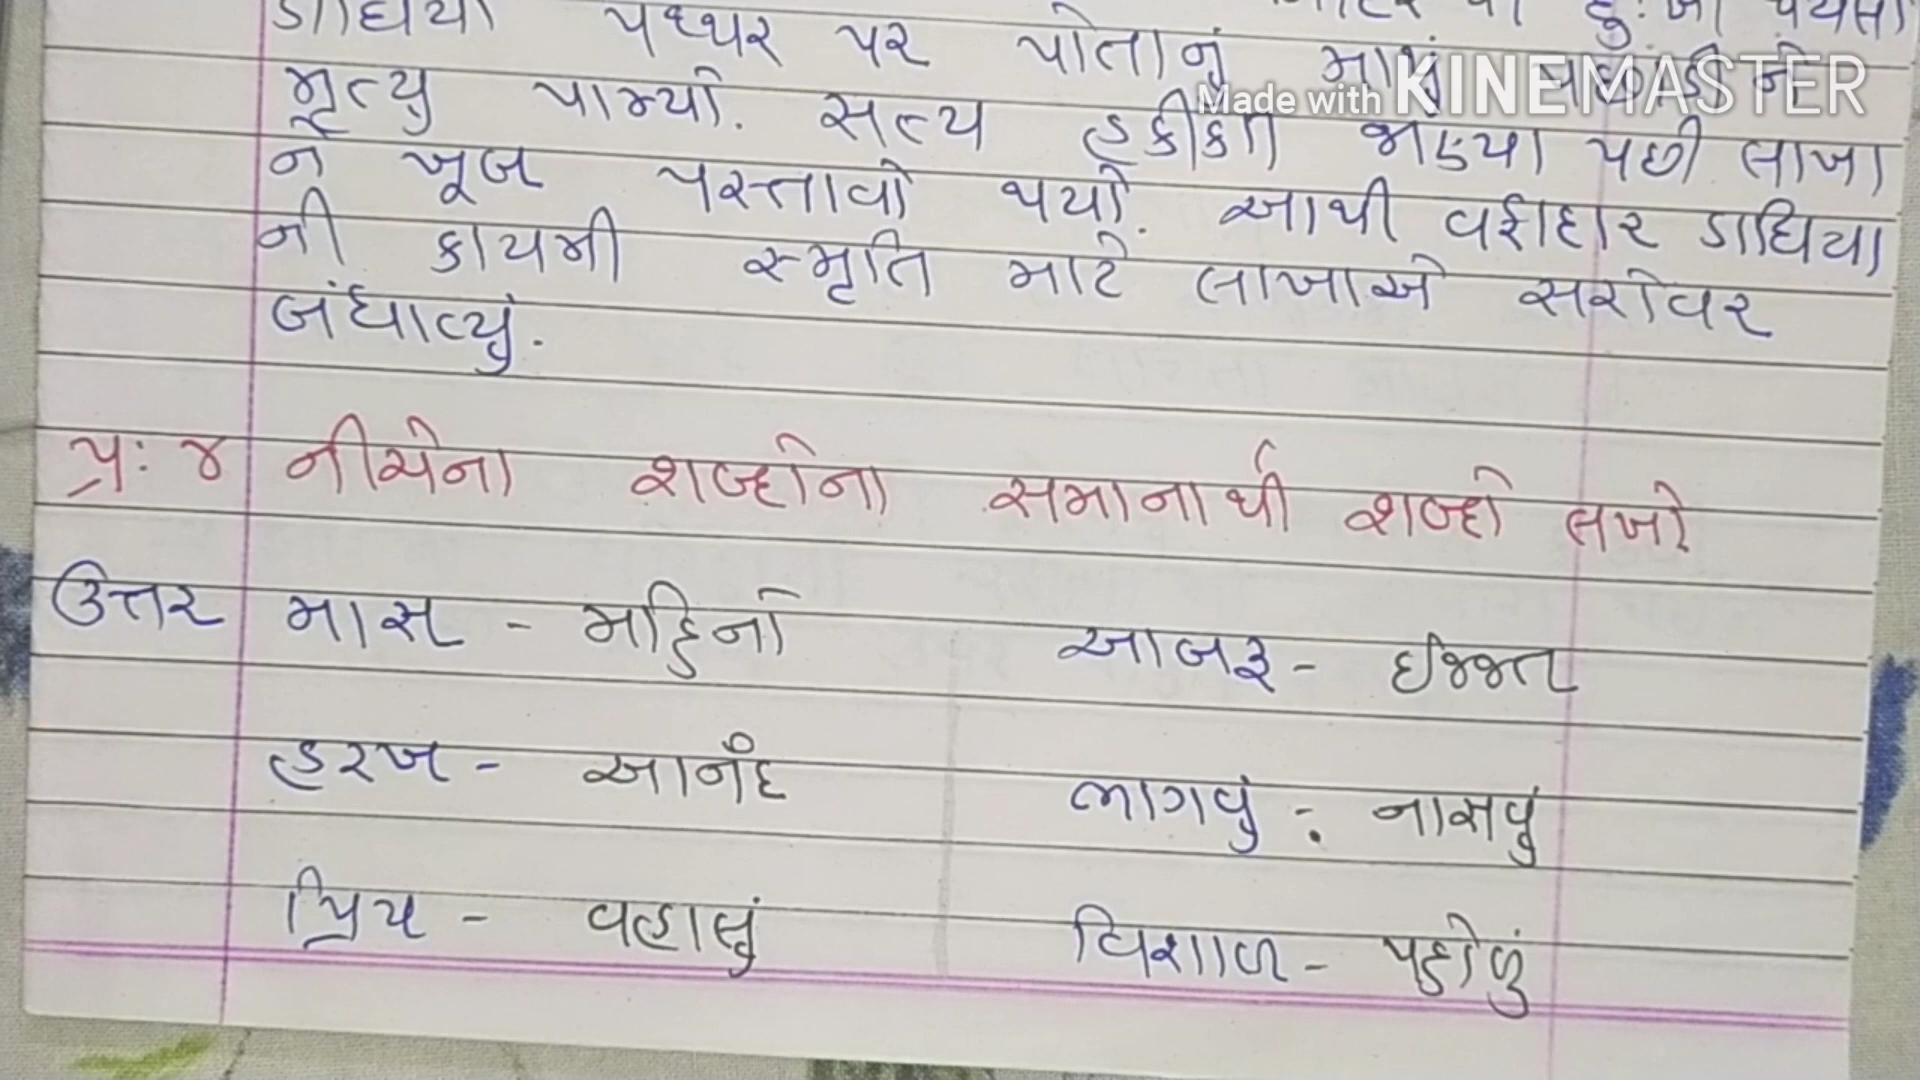 ડાઘિયો પથ્થર પર પોતાનું માથું પછાડી ને
Made with KINEMASTER
મૃત્યુ પામ્યો. સત્ય હકીકત જાણ્યા પછી લાખા
ને ખૂબ પસ્તાવો થયો. આથી વફાદાર ડાઘિયા
ની કાયમી સ્મૃતિ માટે લાખાએ સરોવર
બંધાવ્યું.
પ્ર: ૪ નીચેના શબ્દોના સમાનાર્થી શબ્દો લખો
ઉત્તર માસ - મહિનો આબરૂ - ઈજ્જત
હરખ - આનંદ ભાગવું : નાસવું
પ્રિય - વહાલું વિશાળ - પહોળું